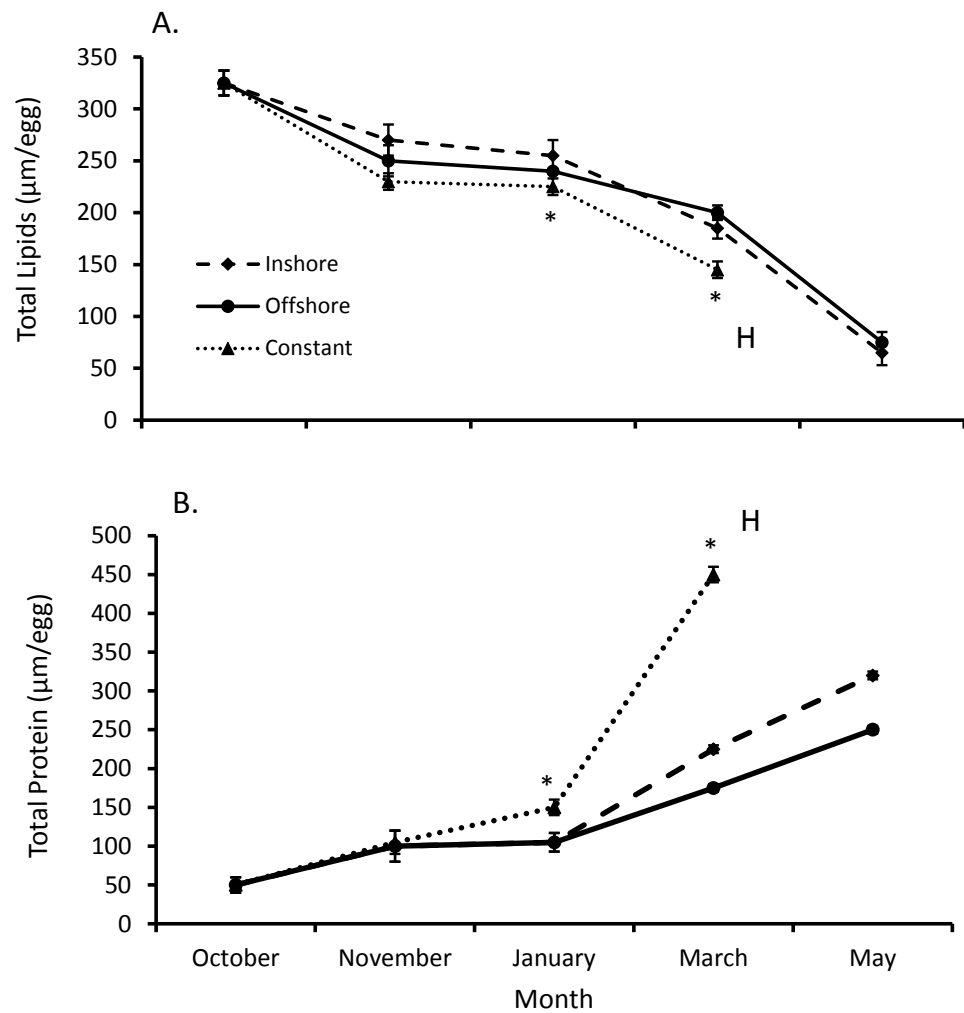 A.
350
300
250
200
150
100
50
0
Total Lipids (µm/egg)
Inshore
Offshore
Constant
*
*
H
B.
500
450
400
350
300
250
200
150
100
50
0
Total Protein (µm/egg)
*
*
H
October November January March May
Month